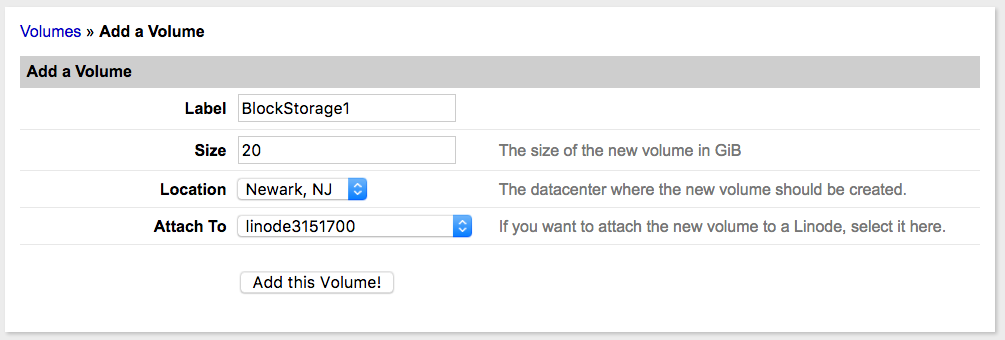 Volumes » Add a Volume
Add a Volume
Label BlockStorage1
Size 20 The size of the new volume in GiB
Location Newark, NJ The datacenter where the new volume should be created.
Attach To linode3151700 If you want to attach the new volume to a Linode, select it here.
Add this Volume!